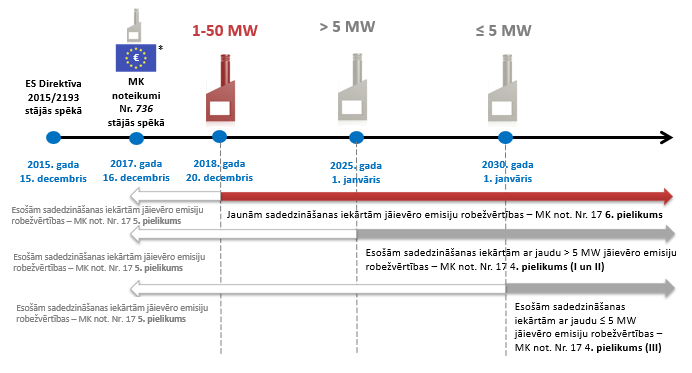 1-50 MW
> 5 MW
≤ 5 MW
€
*
ES Direktīva
2015/2193
stājās spēkā
MK
noteikumi
Nr. 736
stājās spēkā
2015. gada
15. decembris
2017. gada
16. decembris
2018. gada
20. decembris
2025. gada
1. janvāris
2030. gada
1. janvāris
Esošām sadedzināšanas iekārtām jāievēro emisiju
robežvērtības – MK not. Nr. 17 5. pielikums
Jaunām sadedzināšanas iekārtām jāievēro emisiju robežvērtības – MK not. Nr. 17 6. pielikums
Esošām sadedzināšanas iekārtām jāievēro emisiju
robežvērtības – MK not. Nr. 17 5. pielikums
Esošām sadedzināšanas iekārtām ar jaudu > 5 MW jāievēro emisiju
robežvērtības – MK not. Nr. 17 4. pielikums (I un II)
Esošām sadedzināšanas iekārtām jāievēro emisiju
robežvērtības – MK not. Nr. 17 5. pielikums
Esošām sadedzināšanas
iekārtām ar jaudu ≤ 5 MW
jāievēro emisiju robežvērtības –
MK not. Nr. 17 4. pielikums (III)